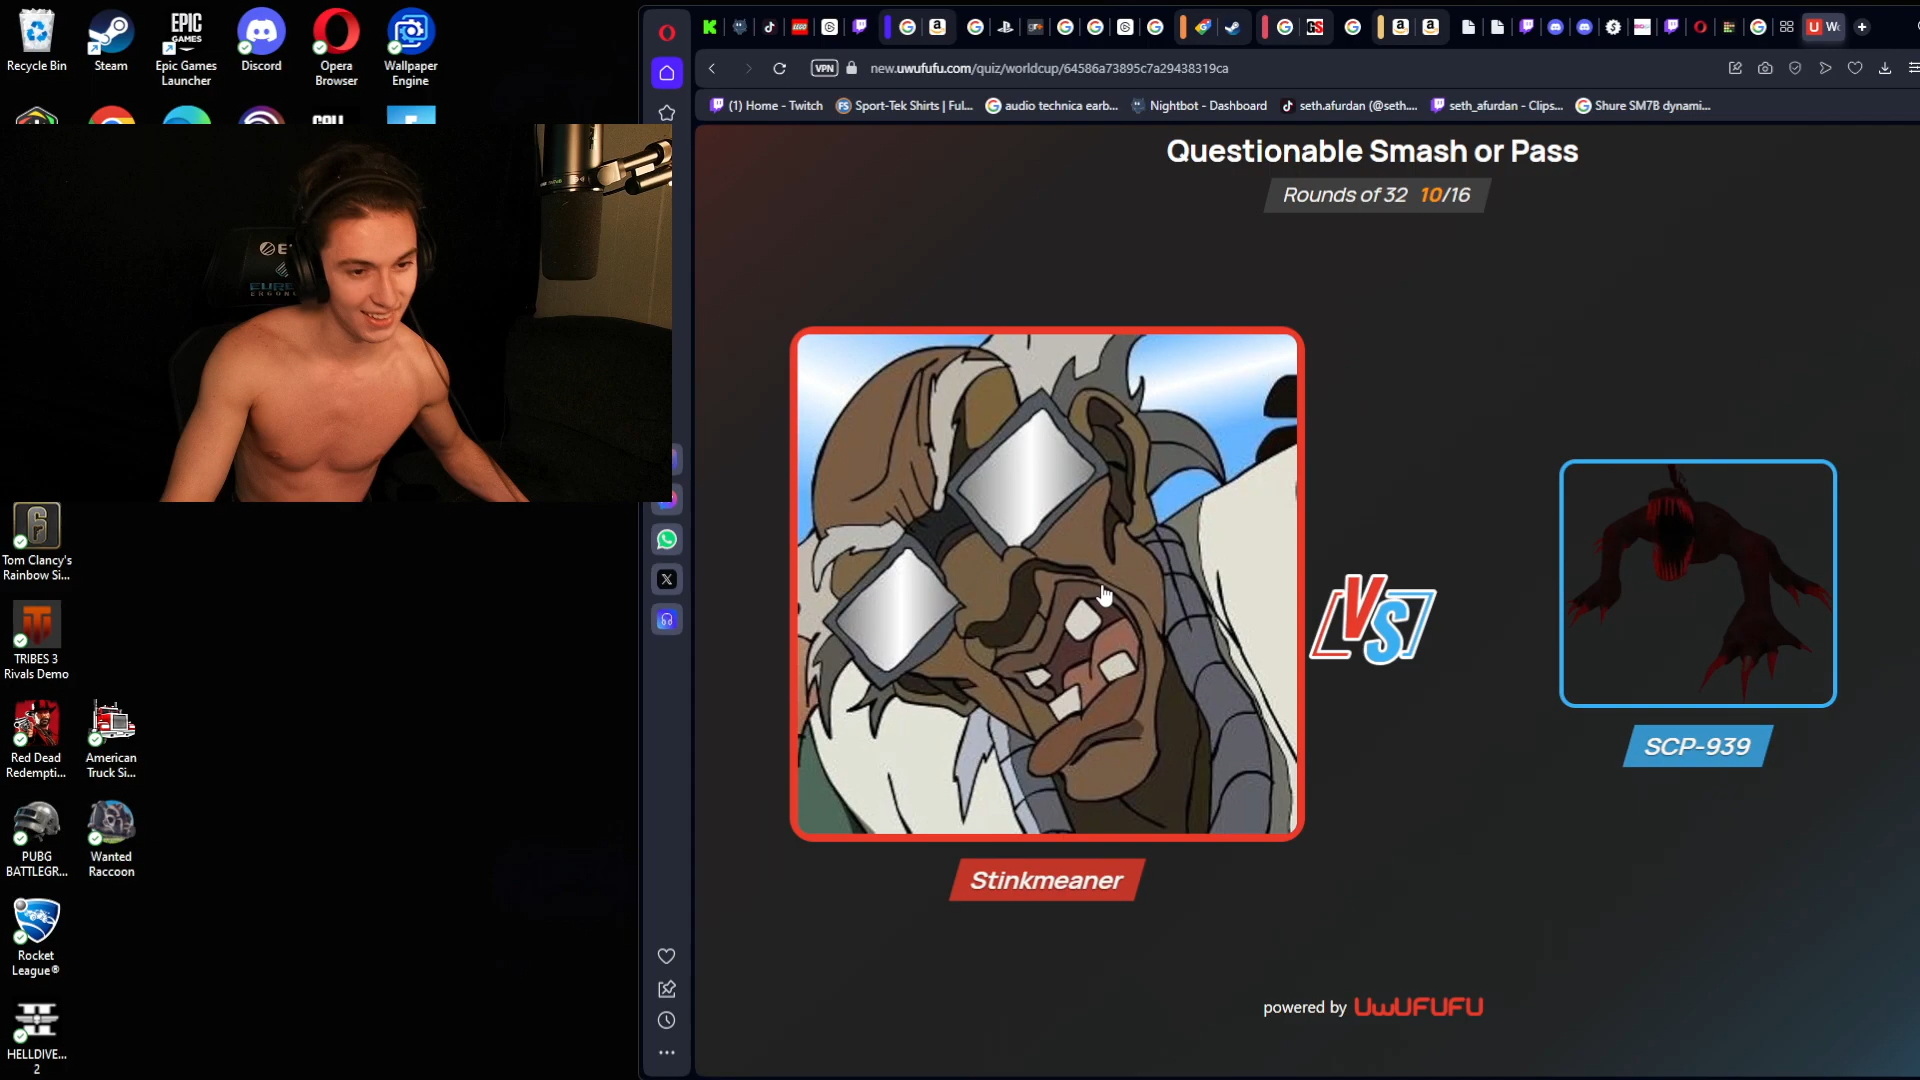 Recycle Bin
Steam
Epic Games
Launcher
Discord
Opera
Browser
Wallpaper
Engine
EPIC
GAMES
VPN
new.uwufufu.com/quiz/worldcup/64586a73895c7a29438319ca
(1) Home - Twitch
Sport-Tek Shirts | Ful...
audio technica earb...
Nightbot - Dashboard
seth.afurdan (@seth....
seth_afurdan - Clips...
Shure SM7B dynami...
Questionable Smash or Pass
Rounds of 32 10/16
VS
Stinkmeaner
SCP-939
powered by UwUFUFU
Tom Clancy's
Rainbow Si...
TRIBES 3
Rivals Demo
Red Dead
Redempti...
American
Truck Si...
PUBG
BATTLEGR...
Wanted
Raccoon
Rocket
League®
HELLDIVE...
2